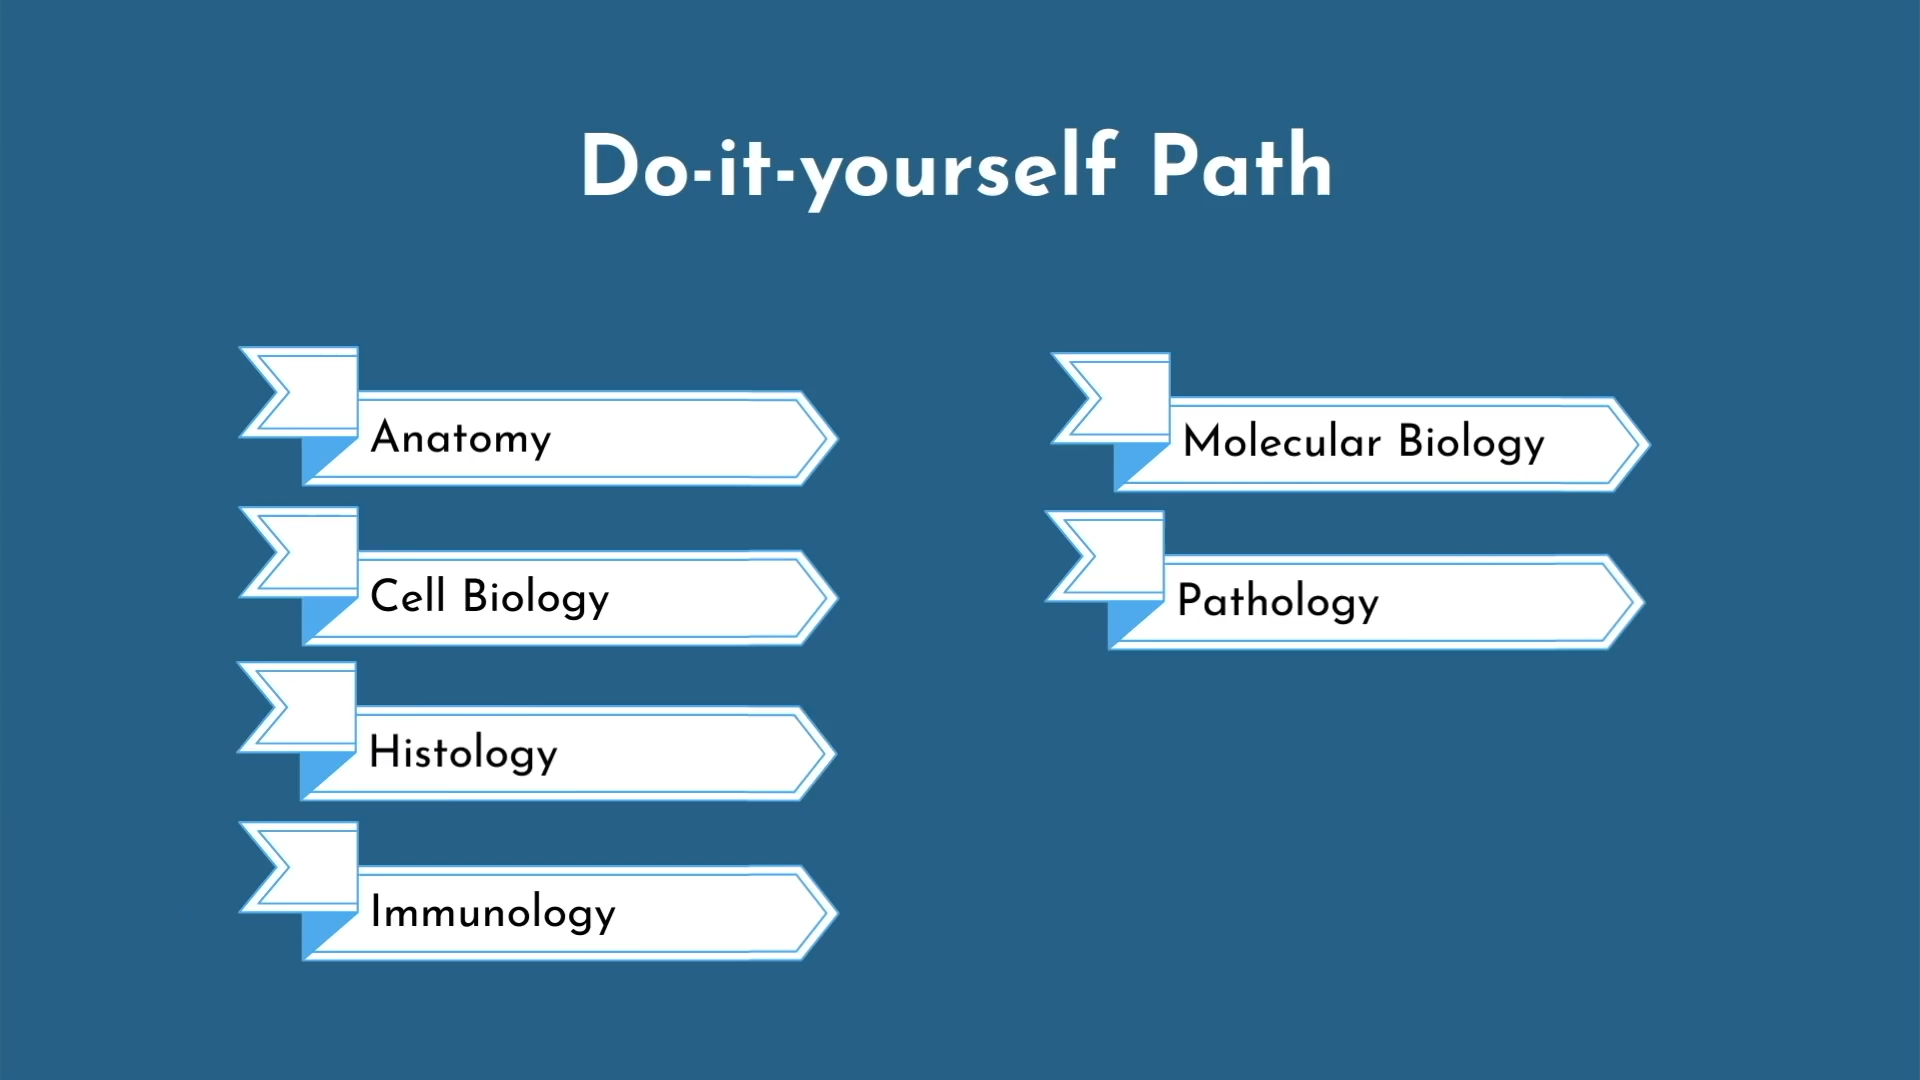 Do-it-yourself Path
Anatomy
Cell Biology
Histology
Immunology
Molecular Biology
Pathology